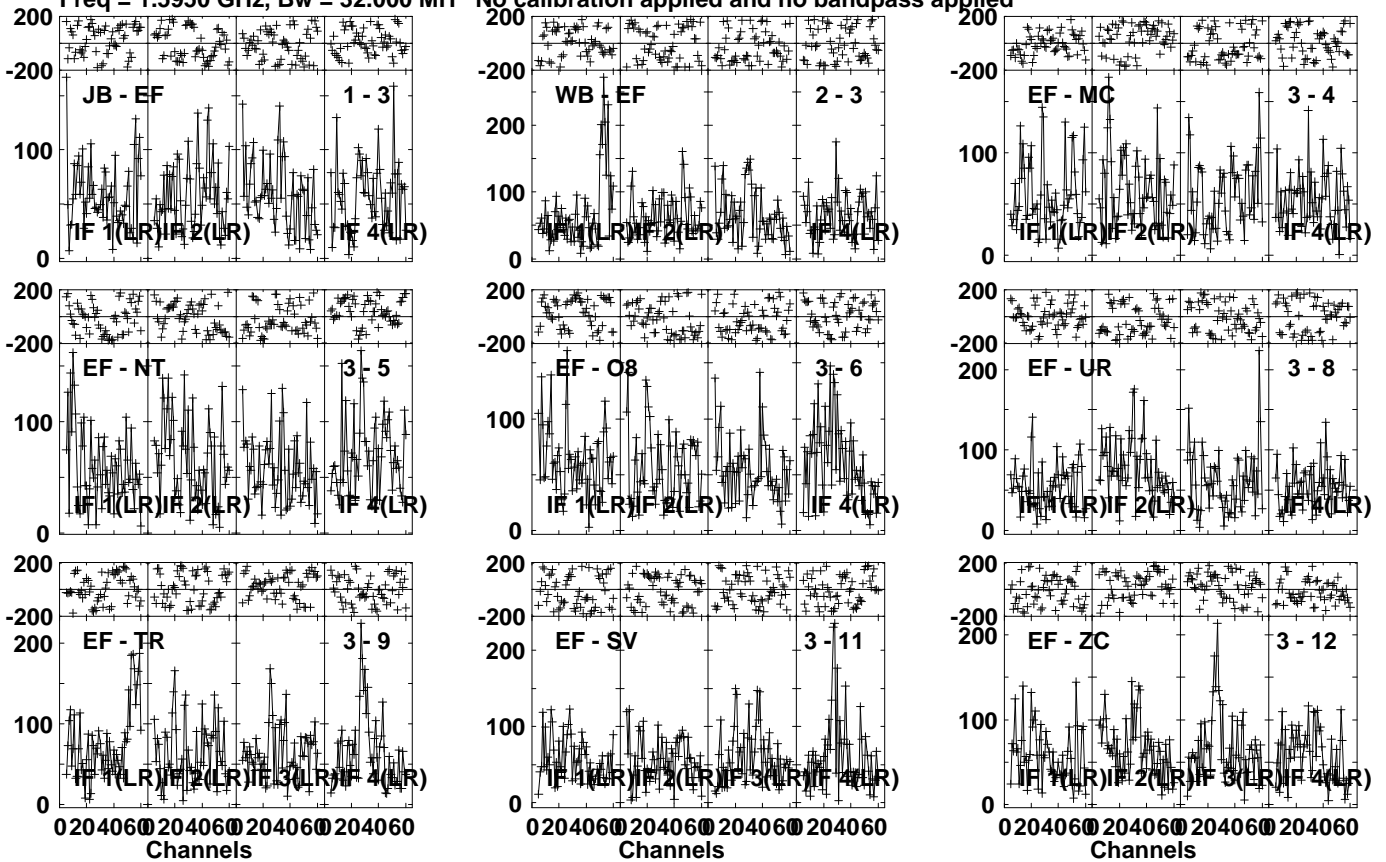 Freq = 1.5950 GHz, Bw = 32.000 MH No calibration applied and no bandpass applied
200 200 200
-200 -200 -200
JB - EF 1 - 3 WB - EF 2 - 3 EF - MC 3 - 4
200
100 100 100
IF 1(LR) IF 2(LR) IF 4(LR) IF 1(LR) IF 2(LR) IF 4(LR) IF 1(LR) IF 2(LR) IF 4(LR)
0 0 0
200 200 200
-200 -200 -200
EF - NT 3 - 5 EF - O8 3 - 6 EF - UR 3 - 8
200
100 100 100
IF 1(LR) IF 2(LR) IF 4(LR) IF 1(LR) IF 2(LR) IF 4(LR) IF 1(LR) IF 2(LR) IF 4(LR)
0 0 0
200 200 200
-200 -200 -200
EF - TR 3 - 9 EF - SV 3 - 11 EF - ZC 3 - 12
200 200 200
100 100 100
IF 1(LR) IF 2(LR) IF 3(LR) IF 4(LR) IF 1(LR) IF 2(LR) IF 3(LR) IF 4(LR) IF 1(LR) IF 2(LR) IF 3(LR) IF 4(LR)
0 0 0
0 20 40 60 0 20 40 60 0 20 40 60 0 20 40 60 0 20 40 60 0 20 40 60 0 20 40 60 0 20 40 60 0 20 40 60 0 20 40 60 0 20 40 60 0 20 40 60
Channels Channels Channels